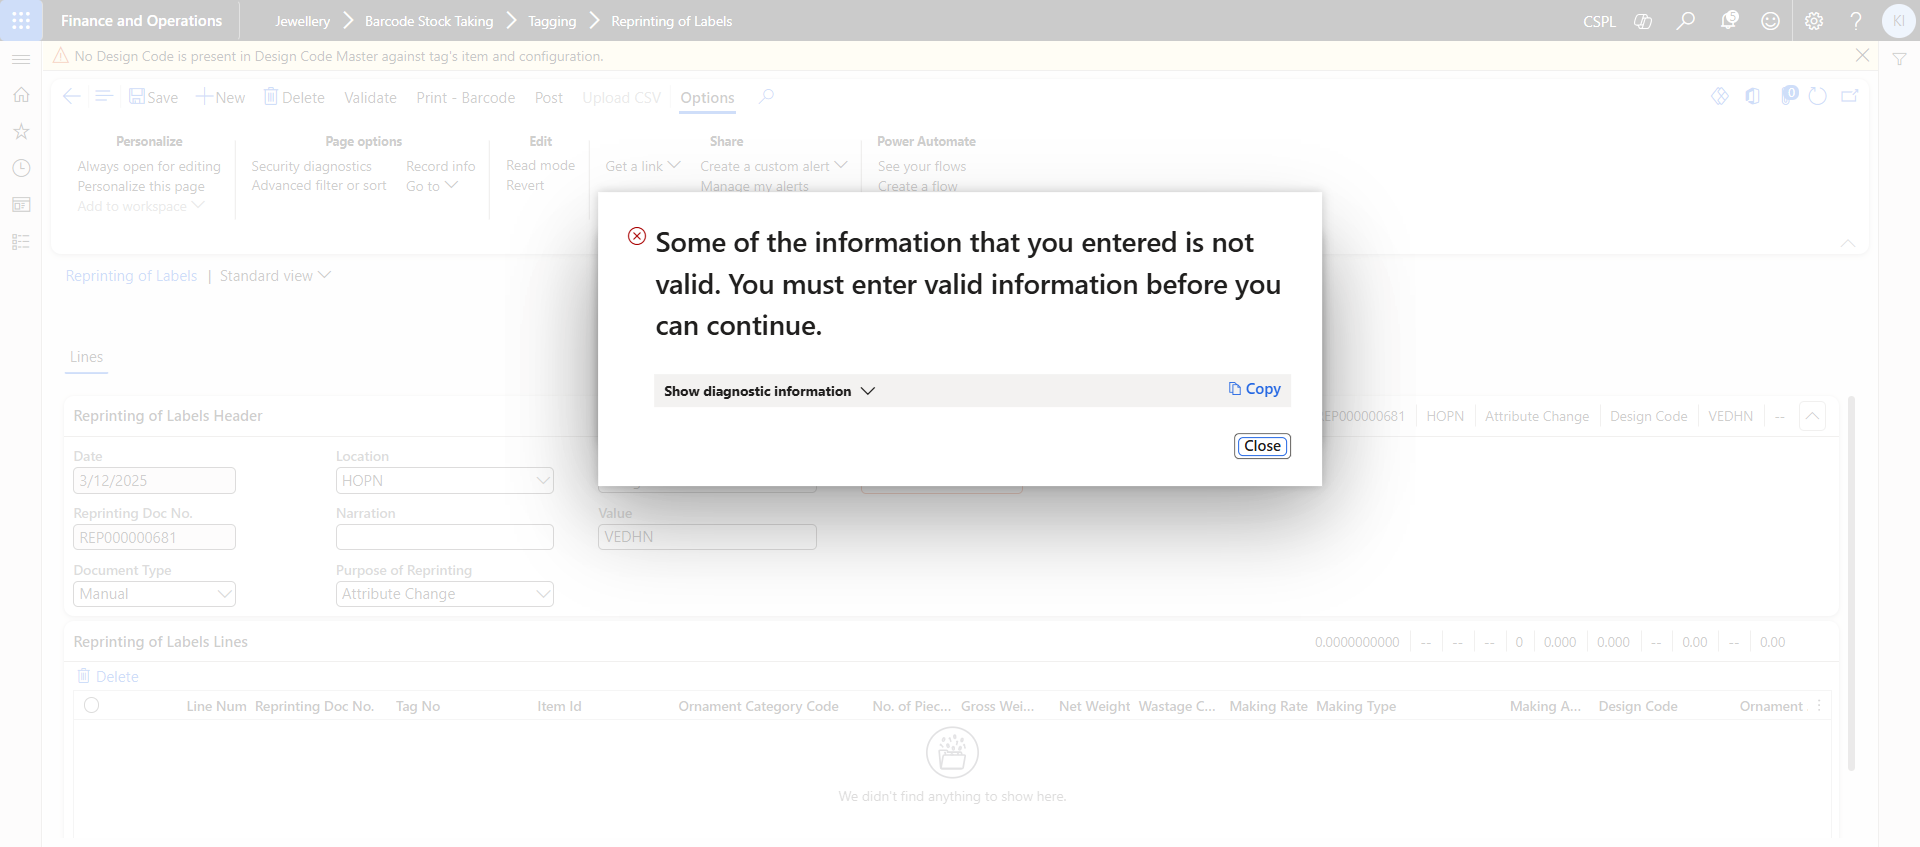 Finance and Operations
Jewellery
Barcode Stock Taking
Tagging
Reprinting of Labels
CSPL
5
KI
No Design Code is present in Design Code Master against tag's item and configuration.
Save
New
Delete
Validate
Print - Barcode
Post
Upload CSV
Options
0
Personalize
Always open for editing
Personalize this page
Add to workspace
Page options
Security diagnostics
Advanced filter or sort
Record info
Go to
Edit
Read mode
Revert
Share
Get a link
Create a custom alert
Manage my alerts
Power Automate
See your flows
Create a flow
Some of the information that you entered is not
valid. You must enter valid information before you
can continue.
Show diagnostic information
Copy
Close
Reprinting of Labels | Standard view
Lines
Reprinting of Labels Header
EP000000681
HOPN
Attribute Change
Design Code
VEDHN
--
Date
3/12/2025
Location
HOPN
Reprinting Doc No.
REP000000681
Narration
Value
VEDHN
Document Type
Manual
Purpose of Reprinting
Attribute Change
Reprinting of Labels Lines
0.0000000000
--
--
--
0
0.000
0.000
--
0.00
--
0.00
Delete
Line Num
Reprinting Doc No.
Tag No
Item Id
Ornament Category Code
No. of Piec...
Gross Wei...
Net Weight
Wastage C...
Making Rate
Making Type
Making A...
Design Code
Ornament
We didn't find anything to show here.